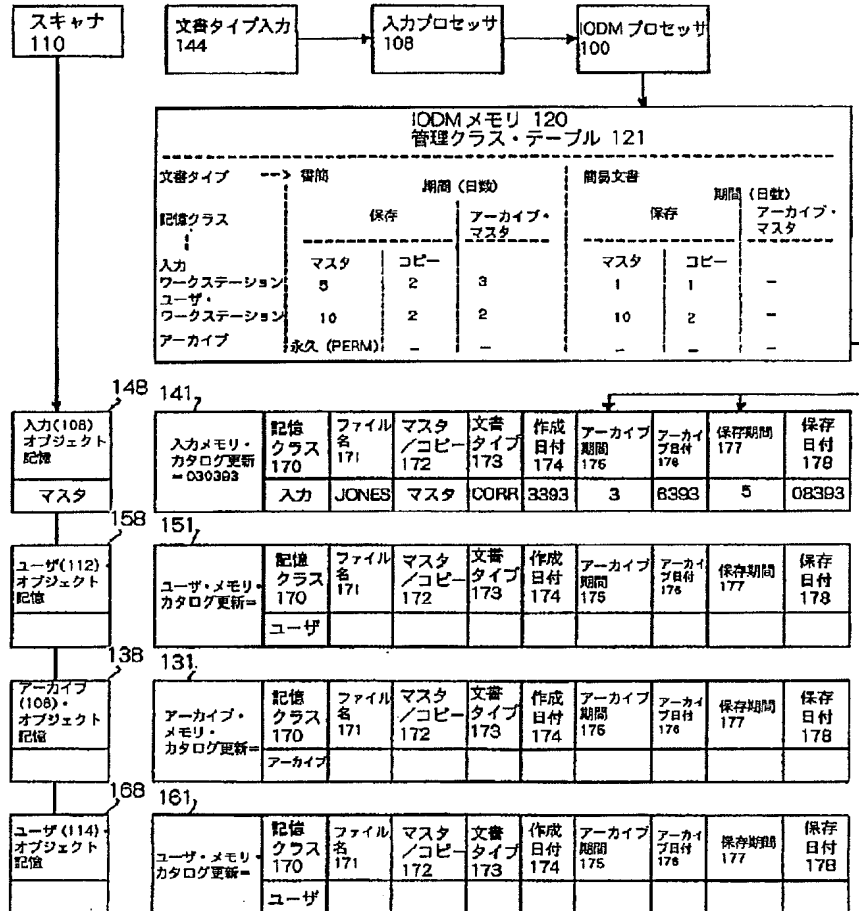 スキャナ
110
文書タイプ入力
144
入力プロセッサ
108
IODM プロセッサ
100
IODM メモリ 120
管理クラス・テーブル 121
文書タイプ --> 書簡 簡易文書
期間 (日数) 期間 (日数)
記憶クラス 保存 アーカイブ・マスタ 保存 アーカイブ・マスタ
マスタ コピー マスタ コピー
入力
ワークステーション 5 2 3 1 1 -
ユーザ・
ワークステーション 10 2 2 10 2 -
アーカイブ 永久 (PERM) - - - - -
148
入力(108)
オブジェクト
記憶
マスタ
141
入力メモリ・
カタログ更新
=030393
記憶クラス 170 ファイル名 171 マスタ/コピー 172 文書タイプ 173 作成日付 174 アーカイブ期間 175 アーカイブ日付 176 保存期間 177 保存日付 178
入力 JONES マスタ CORR 3393 3 6393 5 08393
158
ユーザ(112)・
オブジェクト
記憶
151
ユーザ・メモリ・
カタログ更新=
記憶クラス 170 ファイル名 171 マスタ/コピー 172 文書タイプ 173 作成日付 174 アーカイブ期間 175 アーカイブ日付 176 保存期間 177 保存日付 178
ユーザ
138
アーカイブ
(106)・
オブジェクト
記憶
131
アーカイブ・
メモリ・
カタログ更新=
記憶クラス 170 ファイル名 171 マスタ/コピー 172 文書タイプ 173 作成日付 174 アーカイブ期間 175 アーカイブ日付 176 保存期間 177 保存日付 178
アーカイブ
168
ユーザ(114)・
オブジェクト
記憶
161
ユーザ・メモリ・
カタログ更新=
記憶クラス 170 ファイル名 171 マスタ/コピー 172 文書タイプ 173 作成日付 174 アーカイブ期間 175 アーカイブ日付 176 保存期間 177 保存日付 178
ユーザ